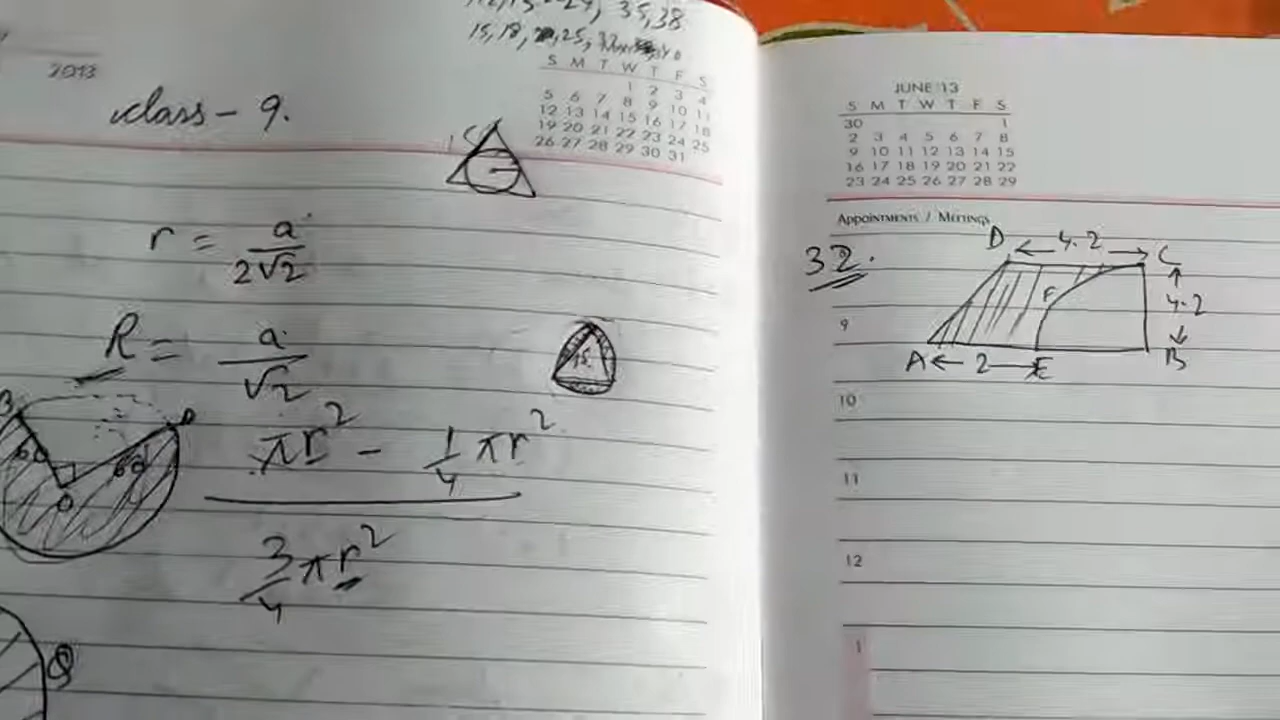 2013
class - 9.
35, 38
15, 18, 25,
S M T W T F S
1 2 3 4
5 6 7 8 9 10 11
12 13 14 15 16 17 18
19 20 21 22 23 24 25
26 27 28 29 30 31
r = a / 2√2
R = a / √2
15
πr² - 1/4 πr²
3/4 πr²
O
Q
JUNE '13
S M T W T F S
30 1
2 3 4 5 6 7 8
9 10 11 12 13 14 15
16 17 18 19 20 21 22
23 24 25 26 27 28 29
APPOINTMENTS / MEETINGS
32.
D 4.2 C
F 4.2
9
A 2 E B
10
11
12
1